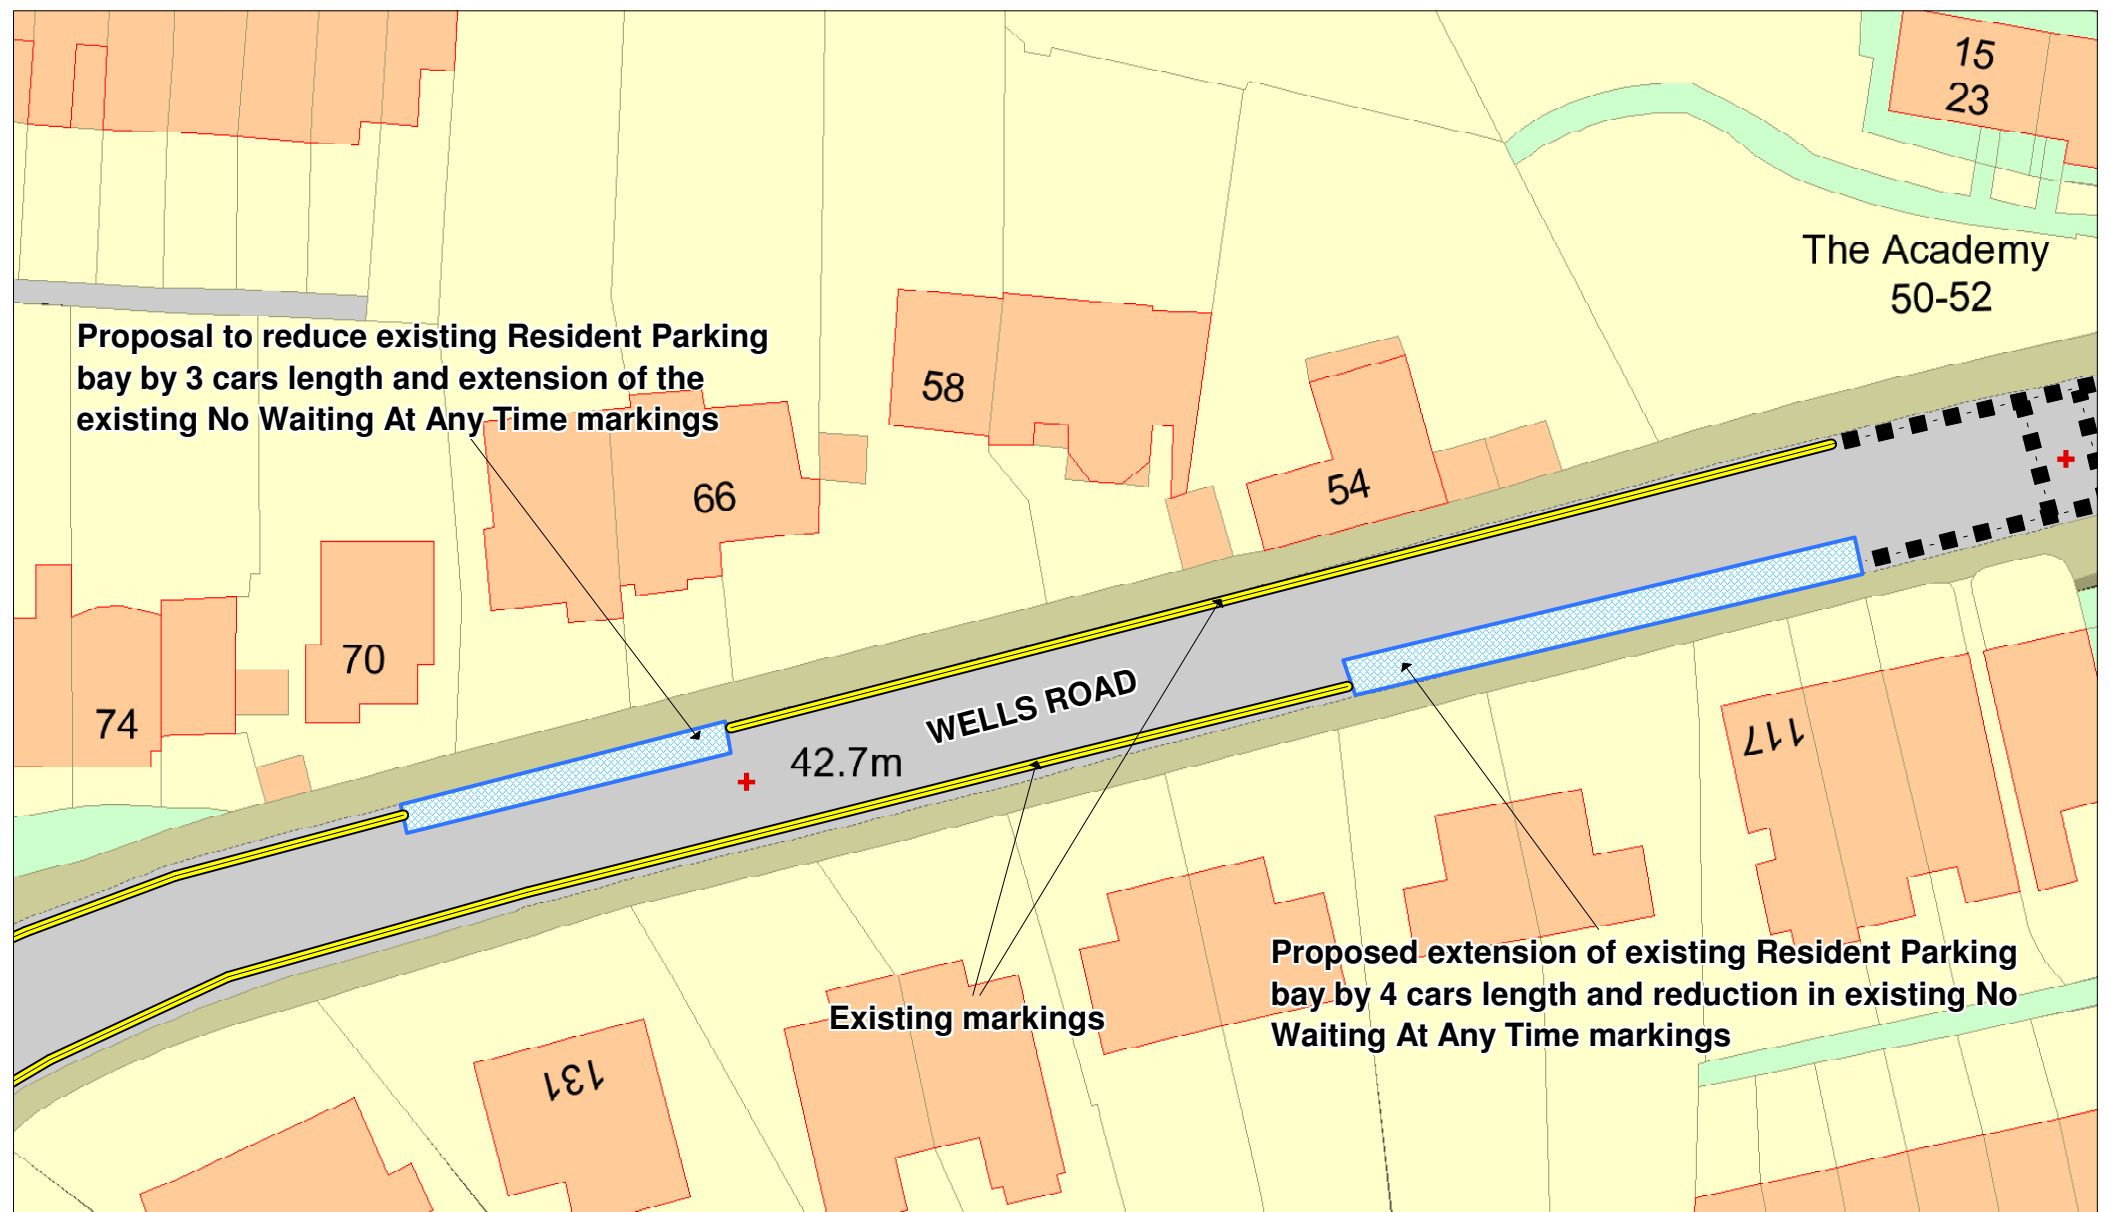 15
23
The Academy
50-52
Proposal to reduce existing Resident Parking
bay by 3 cars length and extension of the
existing No Waiting At Any Time markings
58
66
54
70
74
WELLS ROAD
42.7m
117
Proposed extension of existing Resident Parking
bay by 4 cars length and reduction in existing No
Waiting At Any Time markings
Existing markings
131